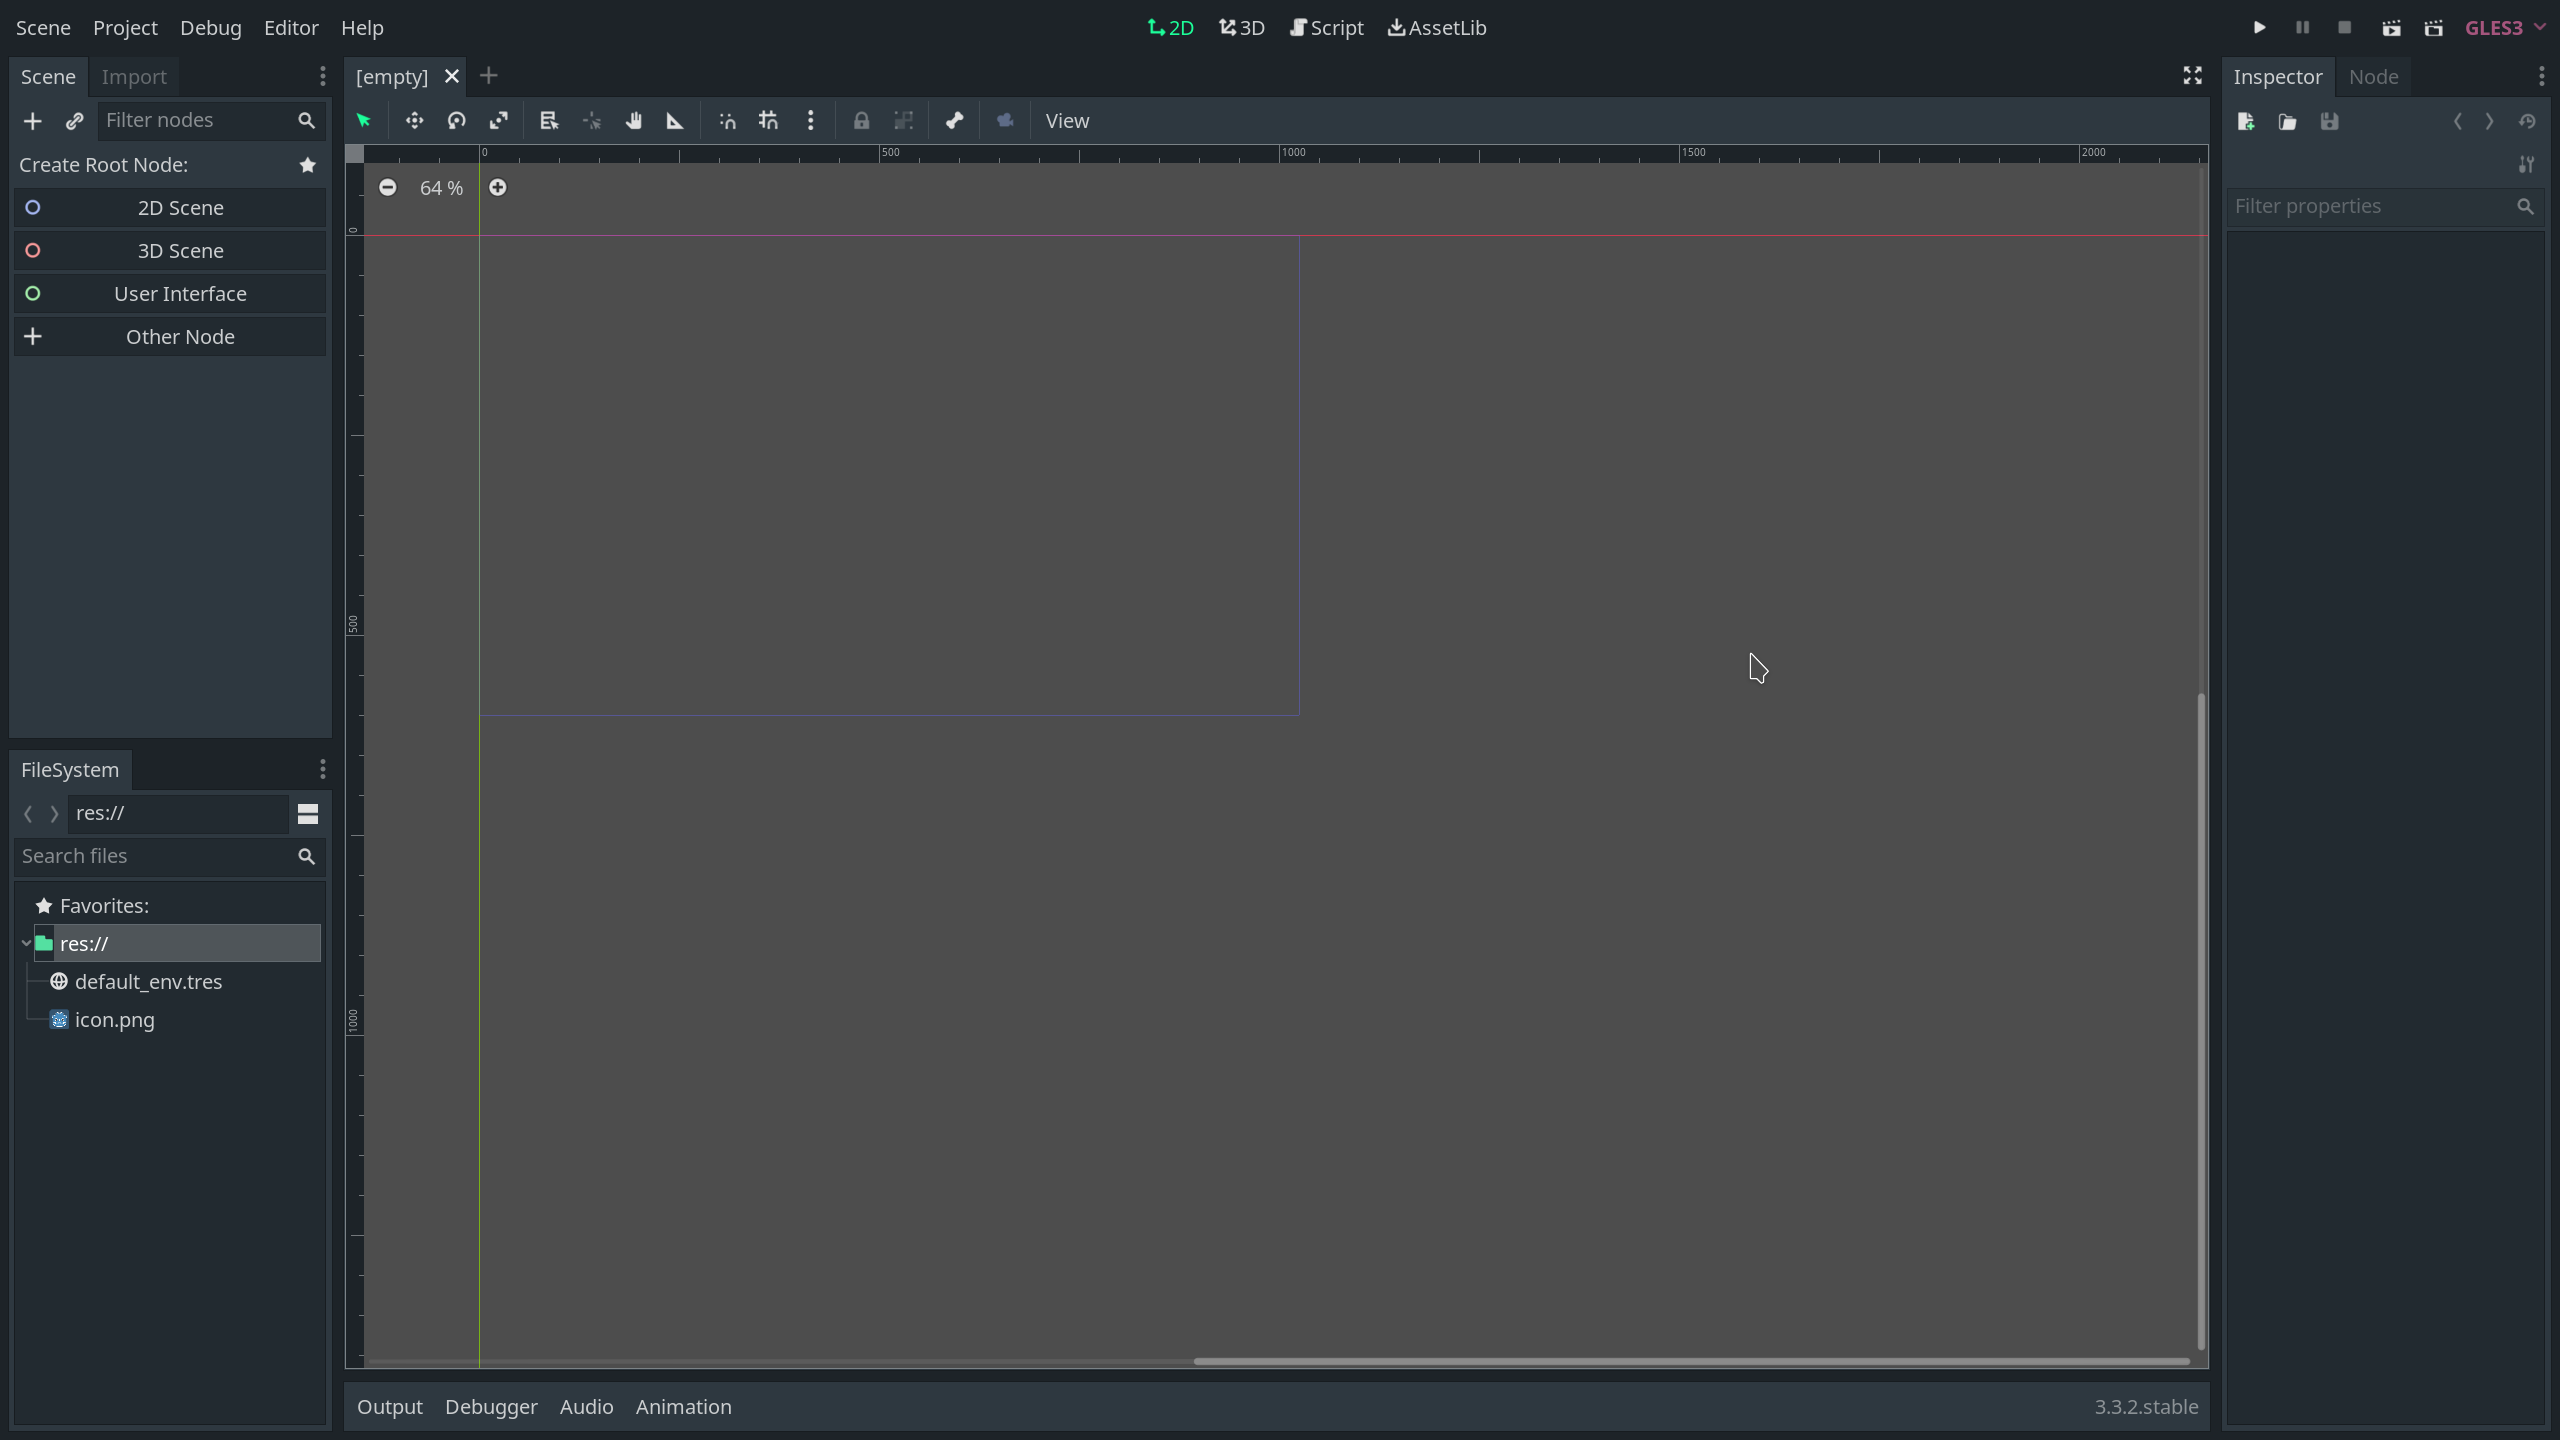 Scene Project Debug Editor Help
2D 3D Script AssetLib
GLES3
Scene Import
Filter nodes
Create Root Node:
2D Scene
3D Scene
User Interface
Other Node
FileSystem
res://
Search files
Favorites:
res://
default_env.tres
icon.png
[empty]
View
0 500 1000 1500 2000
64 %
0
500
1000
Output Debugger Audio Animation
3.3.2.stable
Inspector Node
Filter properties